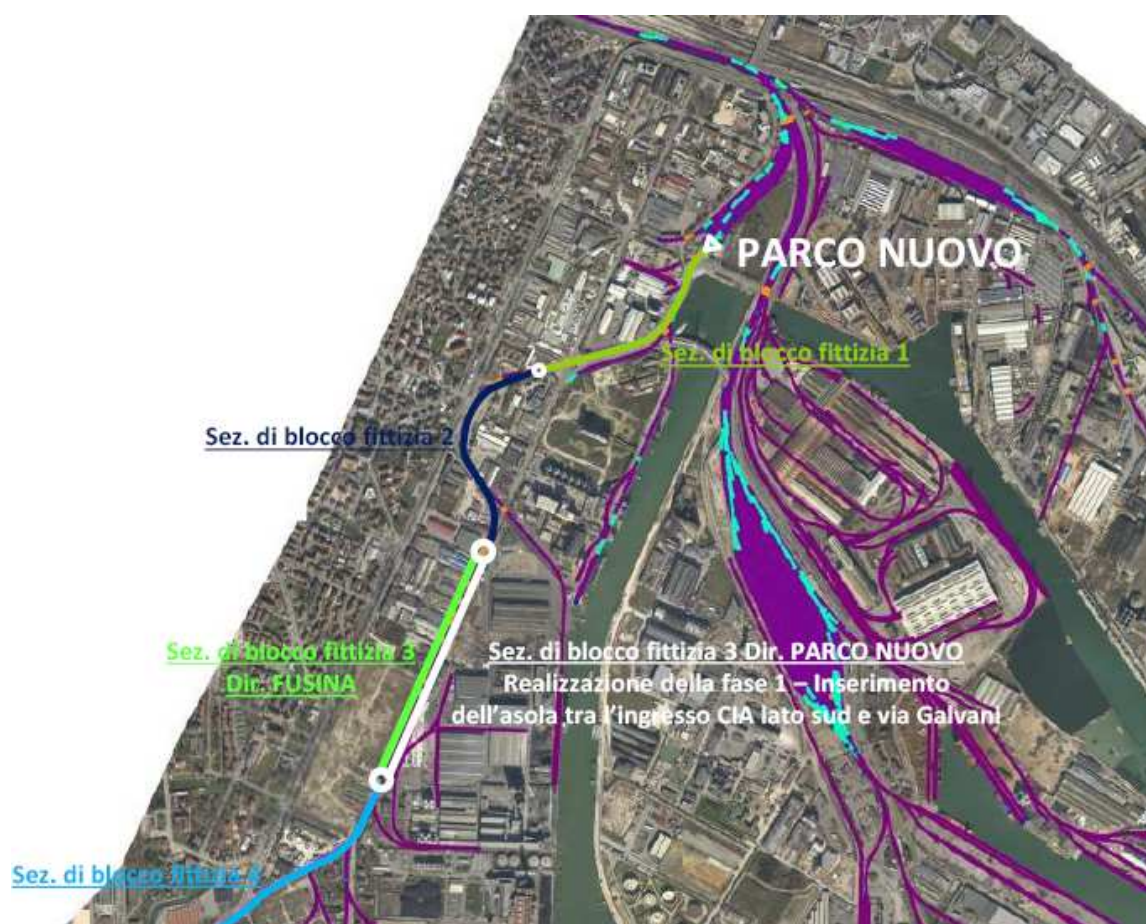 PARCO NUOVO
Sez. di blocco fittizia 1
Sez. di blocco fittizia 2
Sez. di blocco fittizia 3
Dir. FUSINA
Sez. di blocco fittizia 3 Dir. PARCO NUOVO
Realizzazione della fase 1 – Inserimento
dell’asola tra l’ingresso CIA lato sud e via Galvani
Sez. di blocco fittizia 4